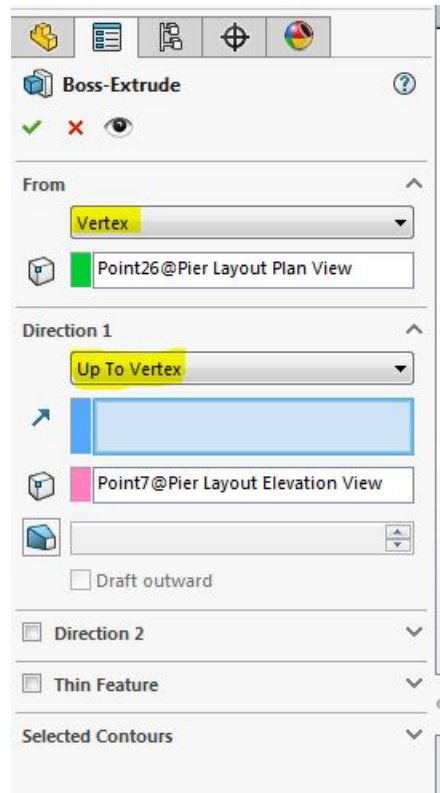 Boss-Extrude
From
Vertex
Point26@Pier Layout Plan View
Direction 1
Up To Vertex
Point7@Pier Layout Elevation View
Draft outward
Direction 2
Thin Feature
Selected Contours